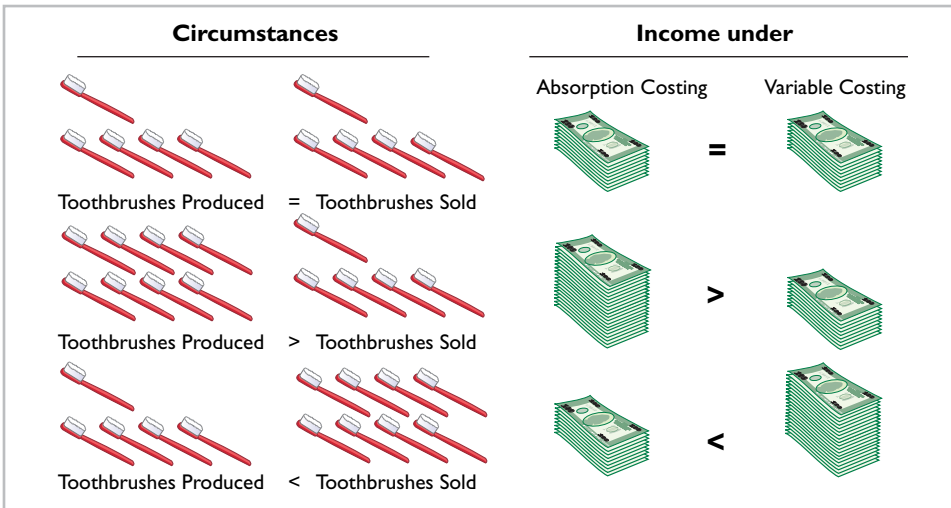 Circumstances
Income under
Absorption Costing
Variable Costing
=
Toothbrushes Produced = Toothbrushes Sold
>
Toothbrushes Produced > Toothbrushes Sold
<
Toothbrushes Produced < Toothbrushes Sold